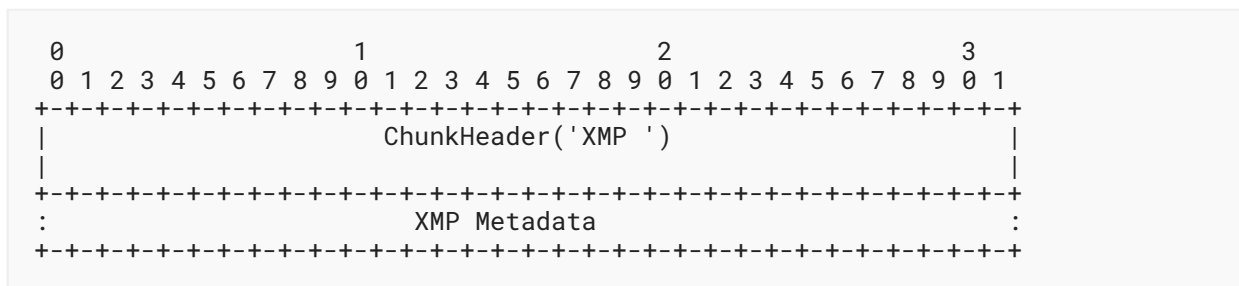 0                   1                   2                   3
 0 1 2 3 4 5 6 7 8 9 0 1 2 3 4 5 6 7 8 9 0 1 2 3 4 5 6 7 8 9 0 1
+-+-+-+-+-+-+-+-+-+-+-+-+-+-+-+-+-+-+-+-+-+-+-+-+-+-+-+-+-+-+-+-+
|                      ChunkHeader('XMP ')                      |
|                                                               |
+-+-+-+-+-+-+-+-+-+-+-+-+-+-+-+-+-+-+-+-+-+-+-+-+-+-+-+-+-+-+-+-+
:                        XMP Metadata                           :
+-+-+-+-+-+-+-+-+-+-+-+-+-+-+-+-+-+-+-+-+-+-+-+-+-+-+-+-+-+-+-+-+